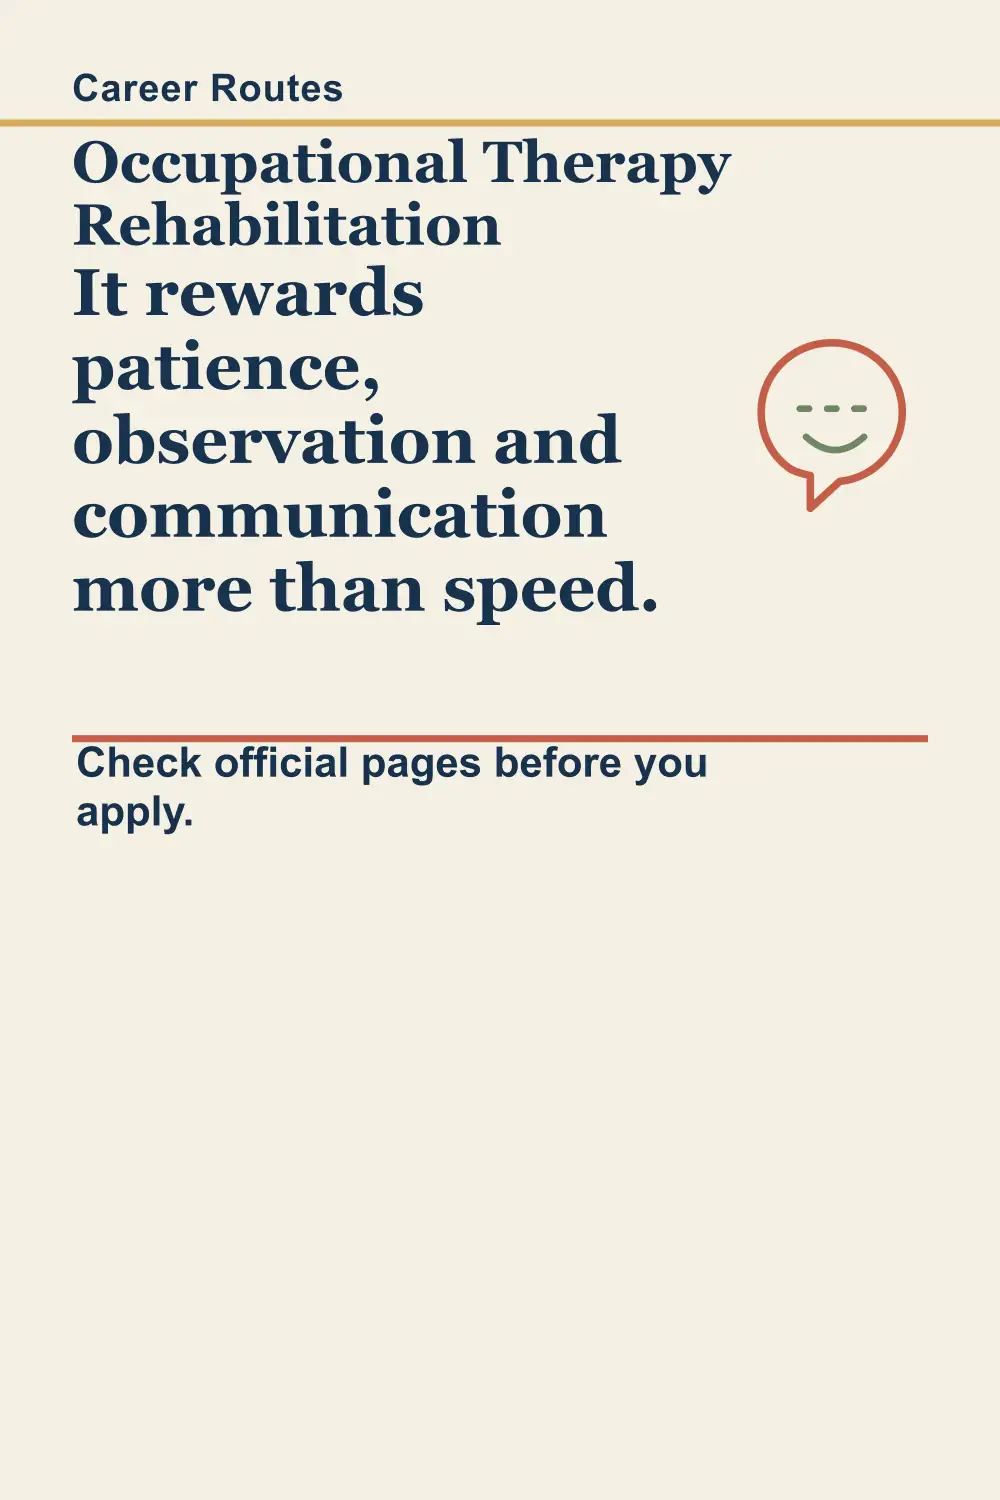 Career Routes
Occupational Therapy
Rehabilitation
It rewards
patience,
observation and
communication
more than speed.
Check official pages before you
apply.